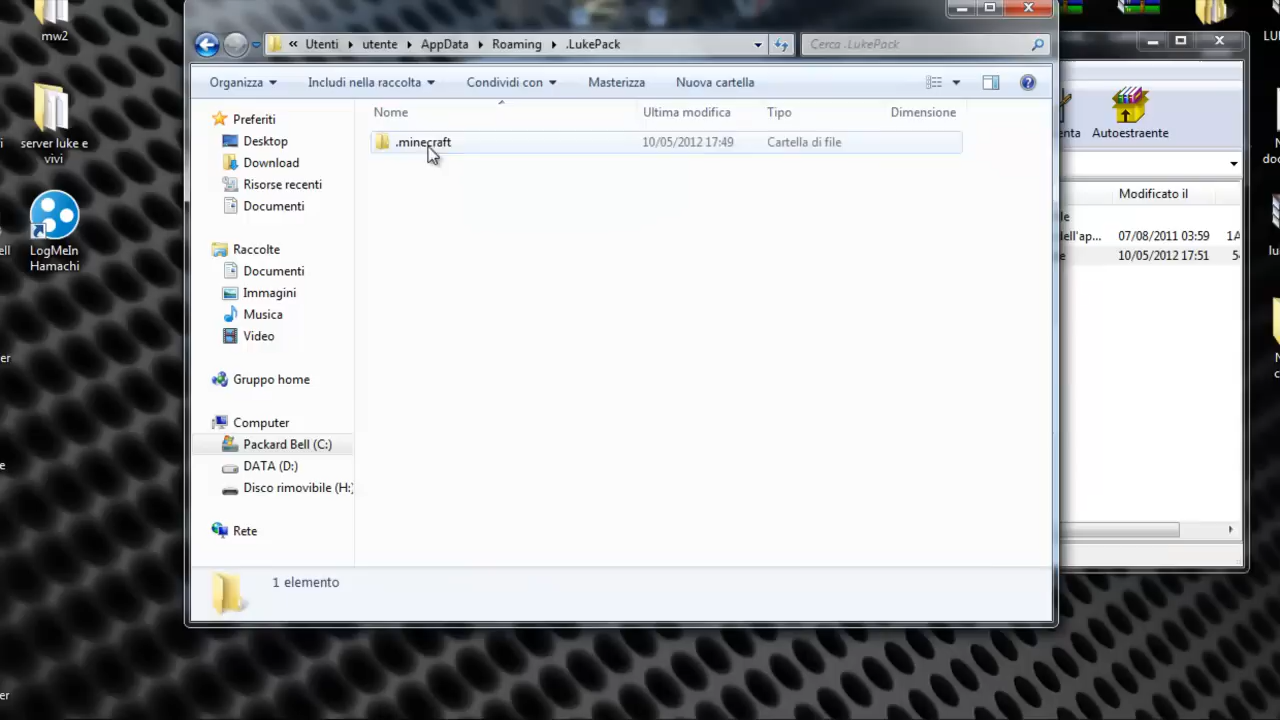 mw2
server luke e
vivi
LogMeIn
Hamachi
« Utenti utente AppData Roaming .LukePack
Cerca .LukePack
Organizza Includi nella raccolta Condividi con Masterizza Nuova cartella
Nome Ultima modifica Tipo Dimensione
.minecraft 10/05/2012 17:49 Cartella di file
Preferiti
Desktop
Download
Risorse recenti
Documenti
Raccolte
Documenti
Immagini
Musica
Video
Gruppo home
Computer
Packard Bell (C:)
DATA (D:)
Disco rimovibile (H:)
Rete
1 elemento
Autoestraente
Modificato il
07/08/2011 03:59
10/05/2012 17:51